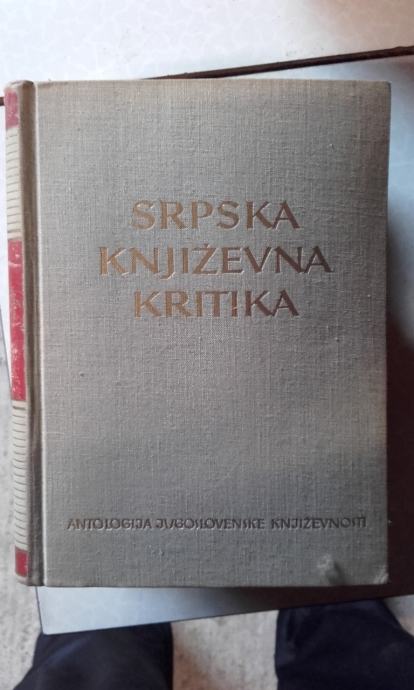 SRPSKA
KNJIŽEVNA
KRITIKA
ANTOLOGIJA JUGOSLOVENSKE KNJIŽEVNOSTI